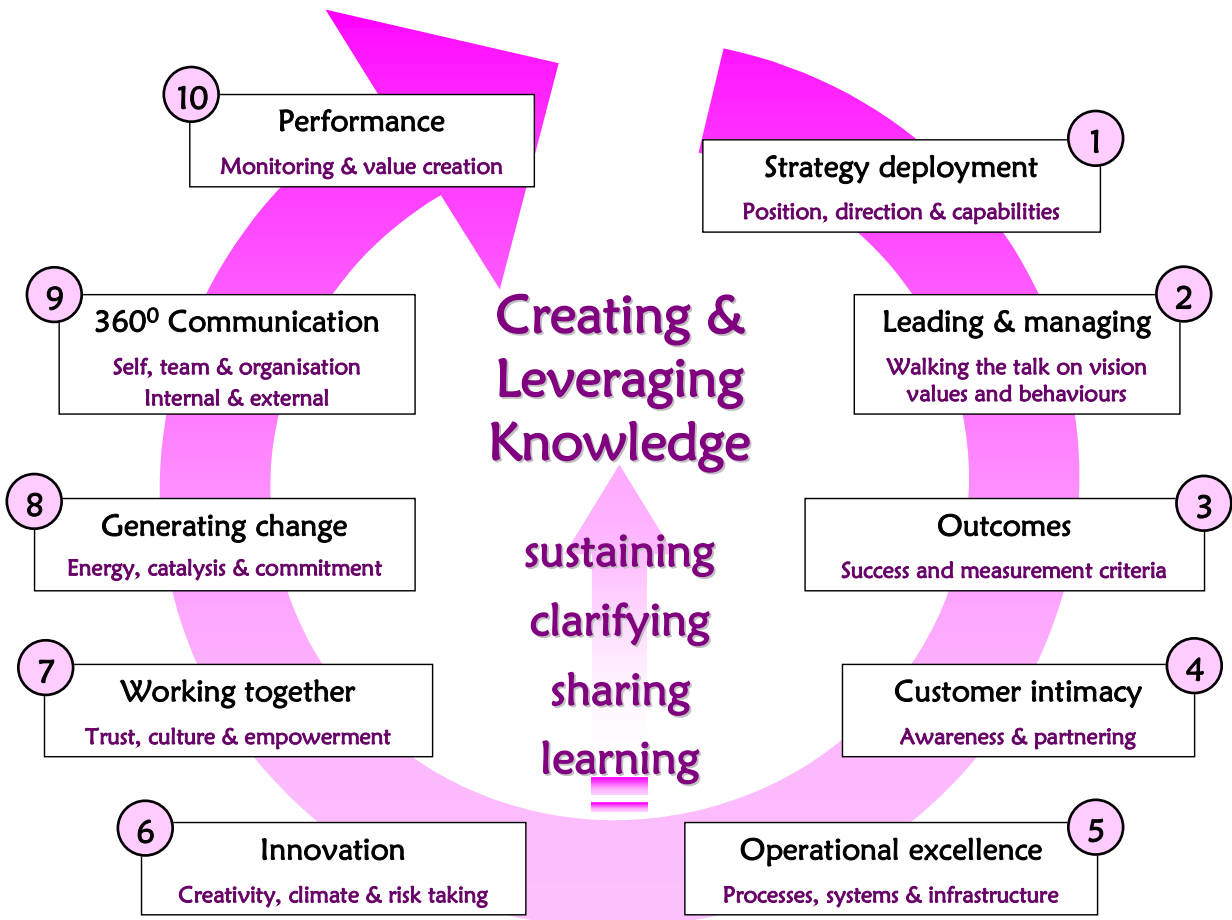 1
Strategy deployment
Position, direction & capabilities
2
Leading & managing
Walking the talk on vision
values and behaviours
3
Outcomes
Success and measurement criteria
4
Customer intimacy
Awareness & partnering
5
Operational excellence
Processes, systems & infrastructure
6
Innovation
Creativity, climate & risk taking
7
Working together
Trust, culture & empowerment
8
Generating change
Energy, catalysis & commitment
9
360⁰ Communication
Self, team & organisation
Internal & external
10
Performance
Monitoring & value creation
Creating &
Leveraging
Knowledge
sustaining
clarifying
sharing
learning